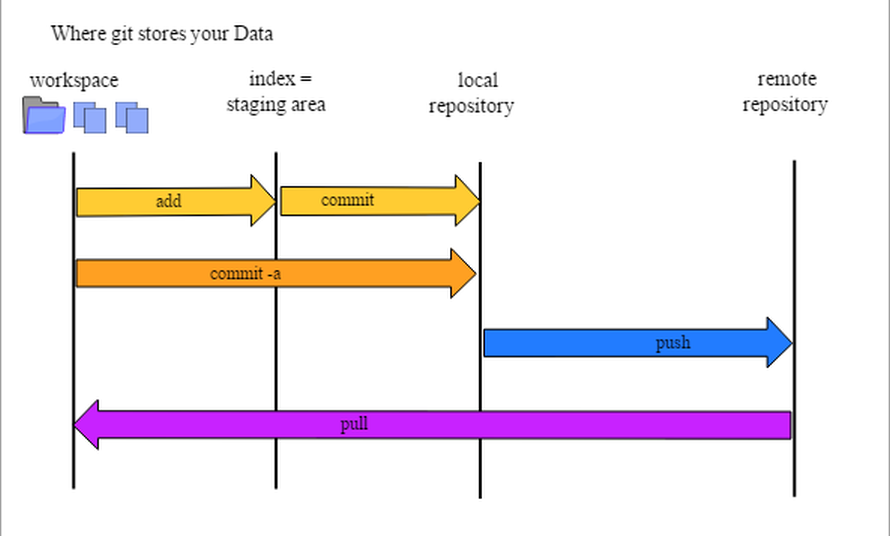 Where git stores your Data
workspace
index =
staging area
local
repository
remote
repository
add
commit
commit -a
push
pull